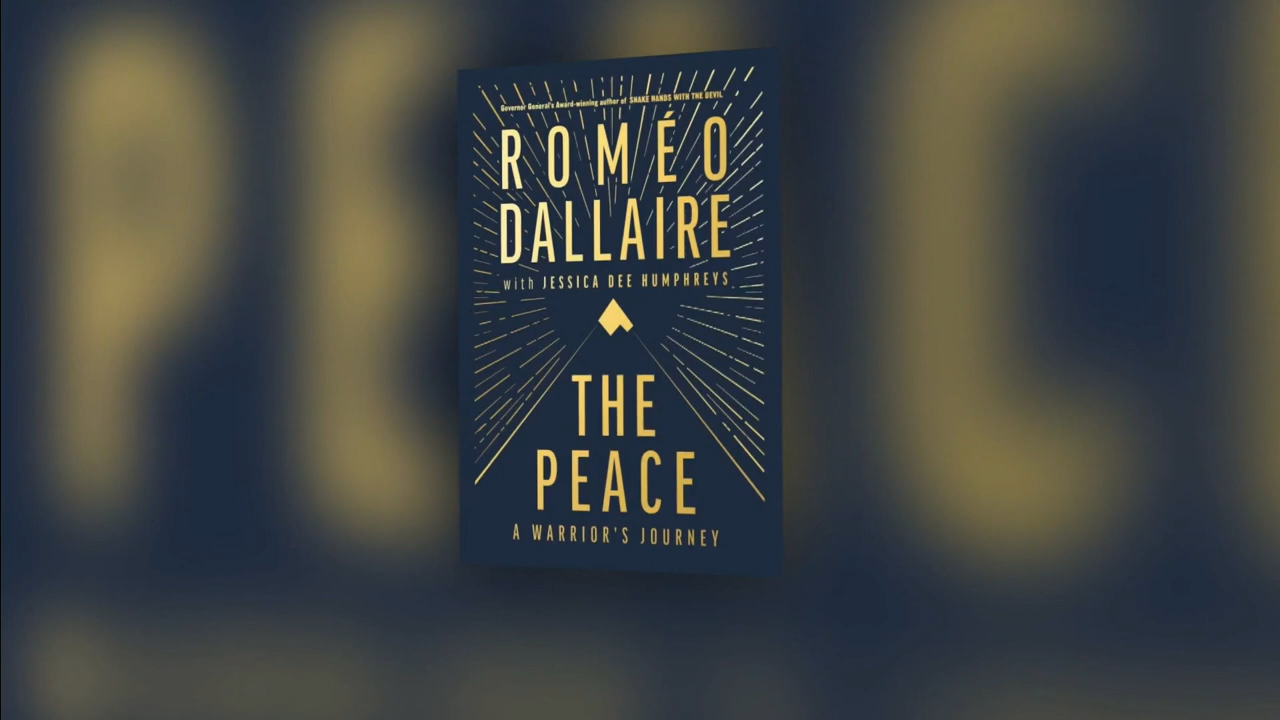 Governor General's Award-winning author of SHAKE HANDS WITH THE DEVIL
ROMÉO
DALLAIRE
with JESSICA DEE HUMPHREYS
THE
PEACE
A WARRIOR'S JOURNEY